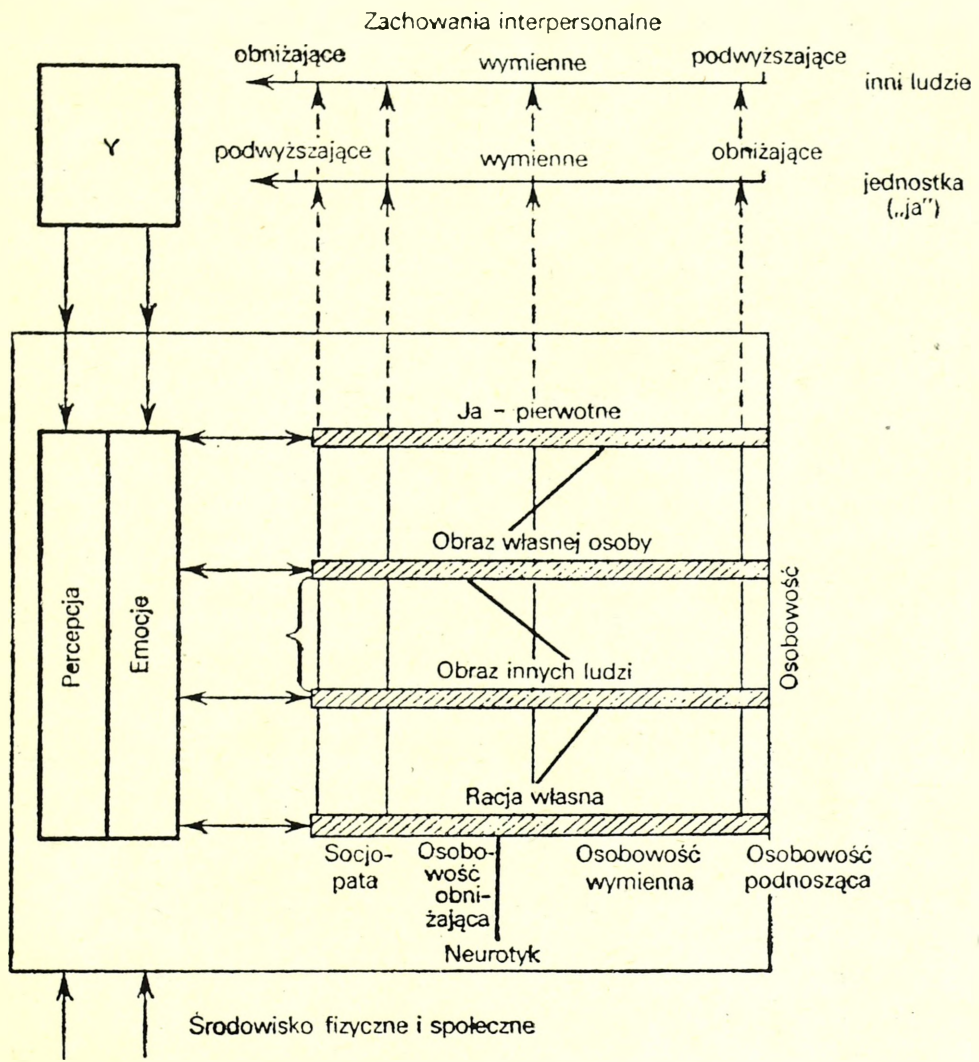 Zachowania interpersonalne
obniżające wymienne podwyższające
inni ludzie
Y
podwyższające wymienne obniżające
jednostka
(„ja”)
Ja – pierwotne
Obraz własnej osoby
Percepcja
Emocje
Osobowość
Obraz innych ludzi
Racja własna
Socjo-
pata
Osobo-
wość
obni-
żająca
Osobowość
wymienna
Osobowość
podnosząca
Neurotyk
Środowisko fizyczne i społeczne